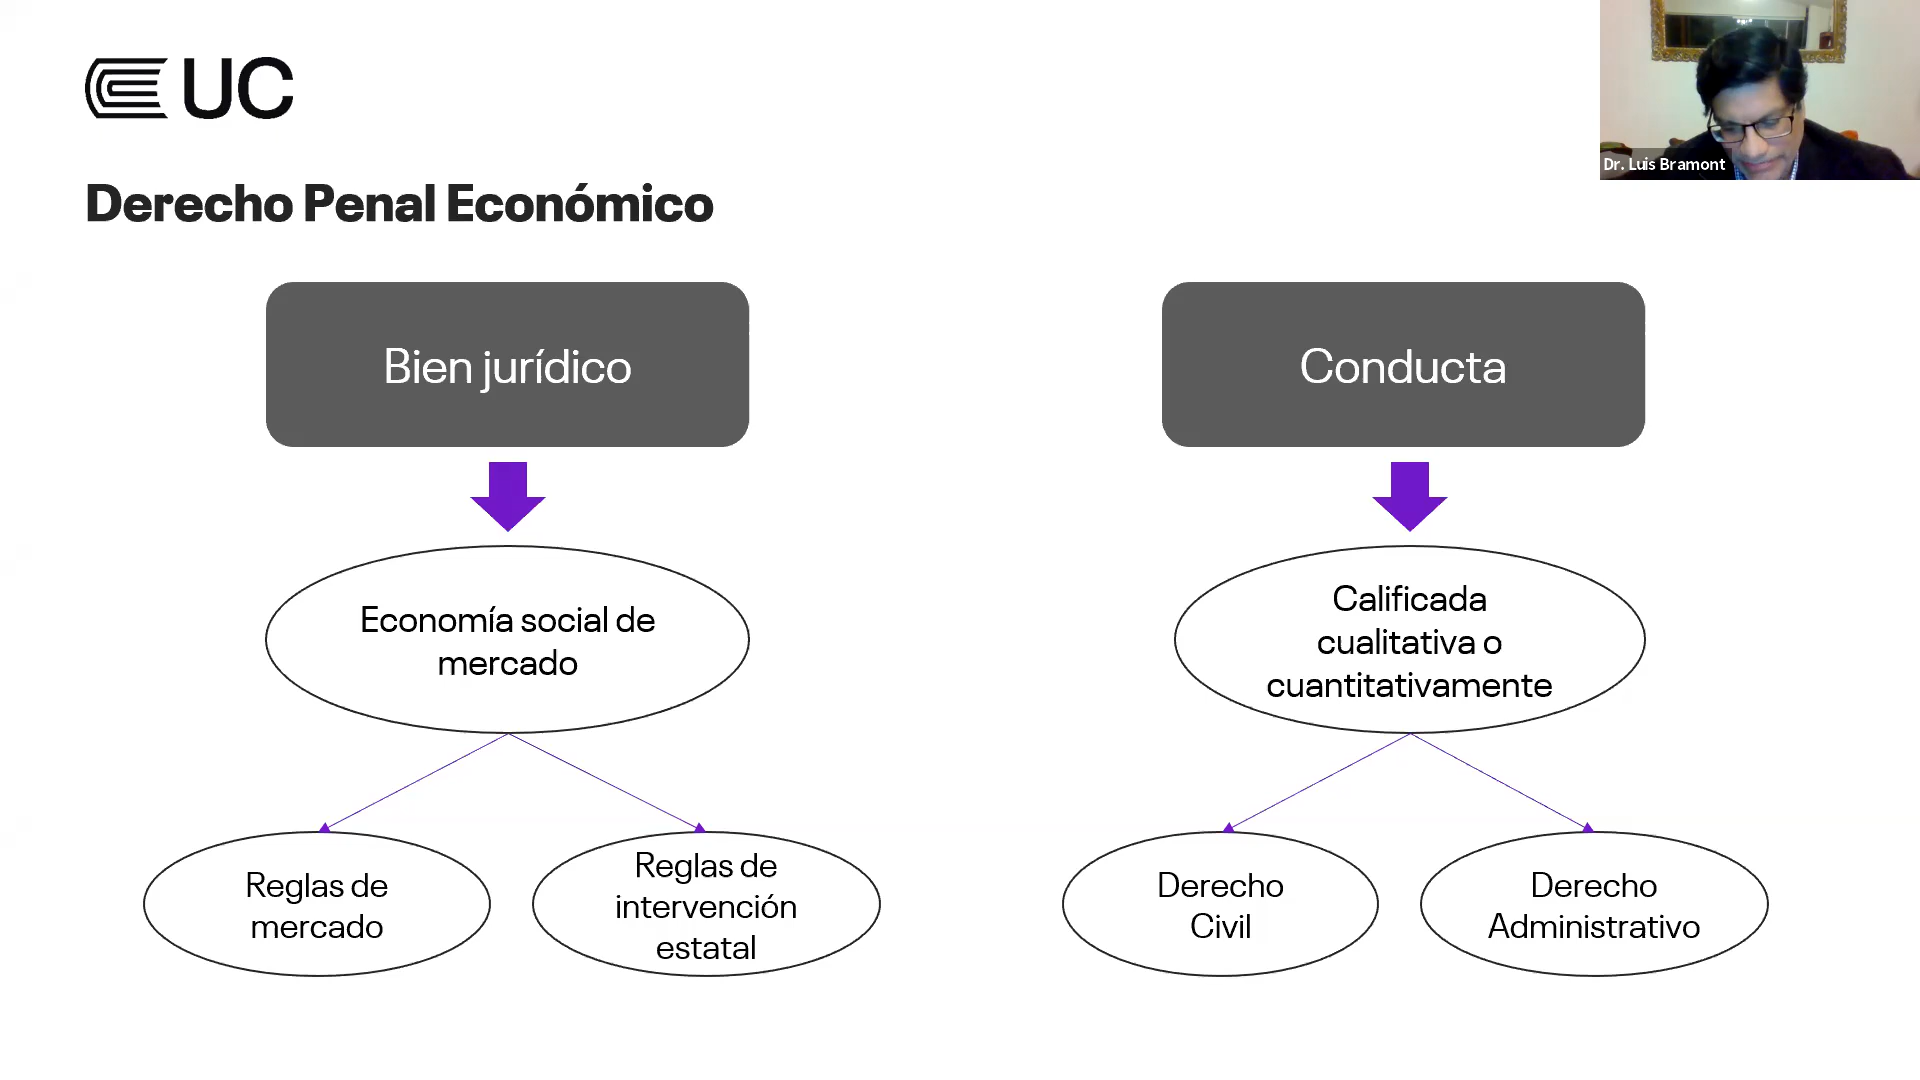 UC
Dr. Luis Bramont
Derecho Penal Económico
Bien jurídico
Conducta
Economía social de
mercado
Calificada
cualitativa o
cuantitativamente
Reglas de
mercado
Reglas de
intervención
estatal
Derecho
Civil
Derecho
Administrativo